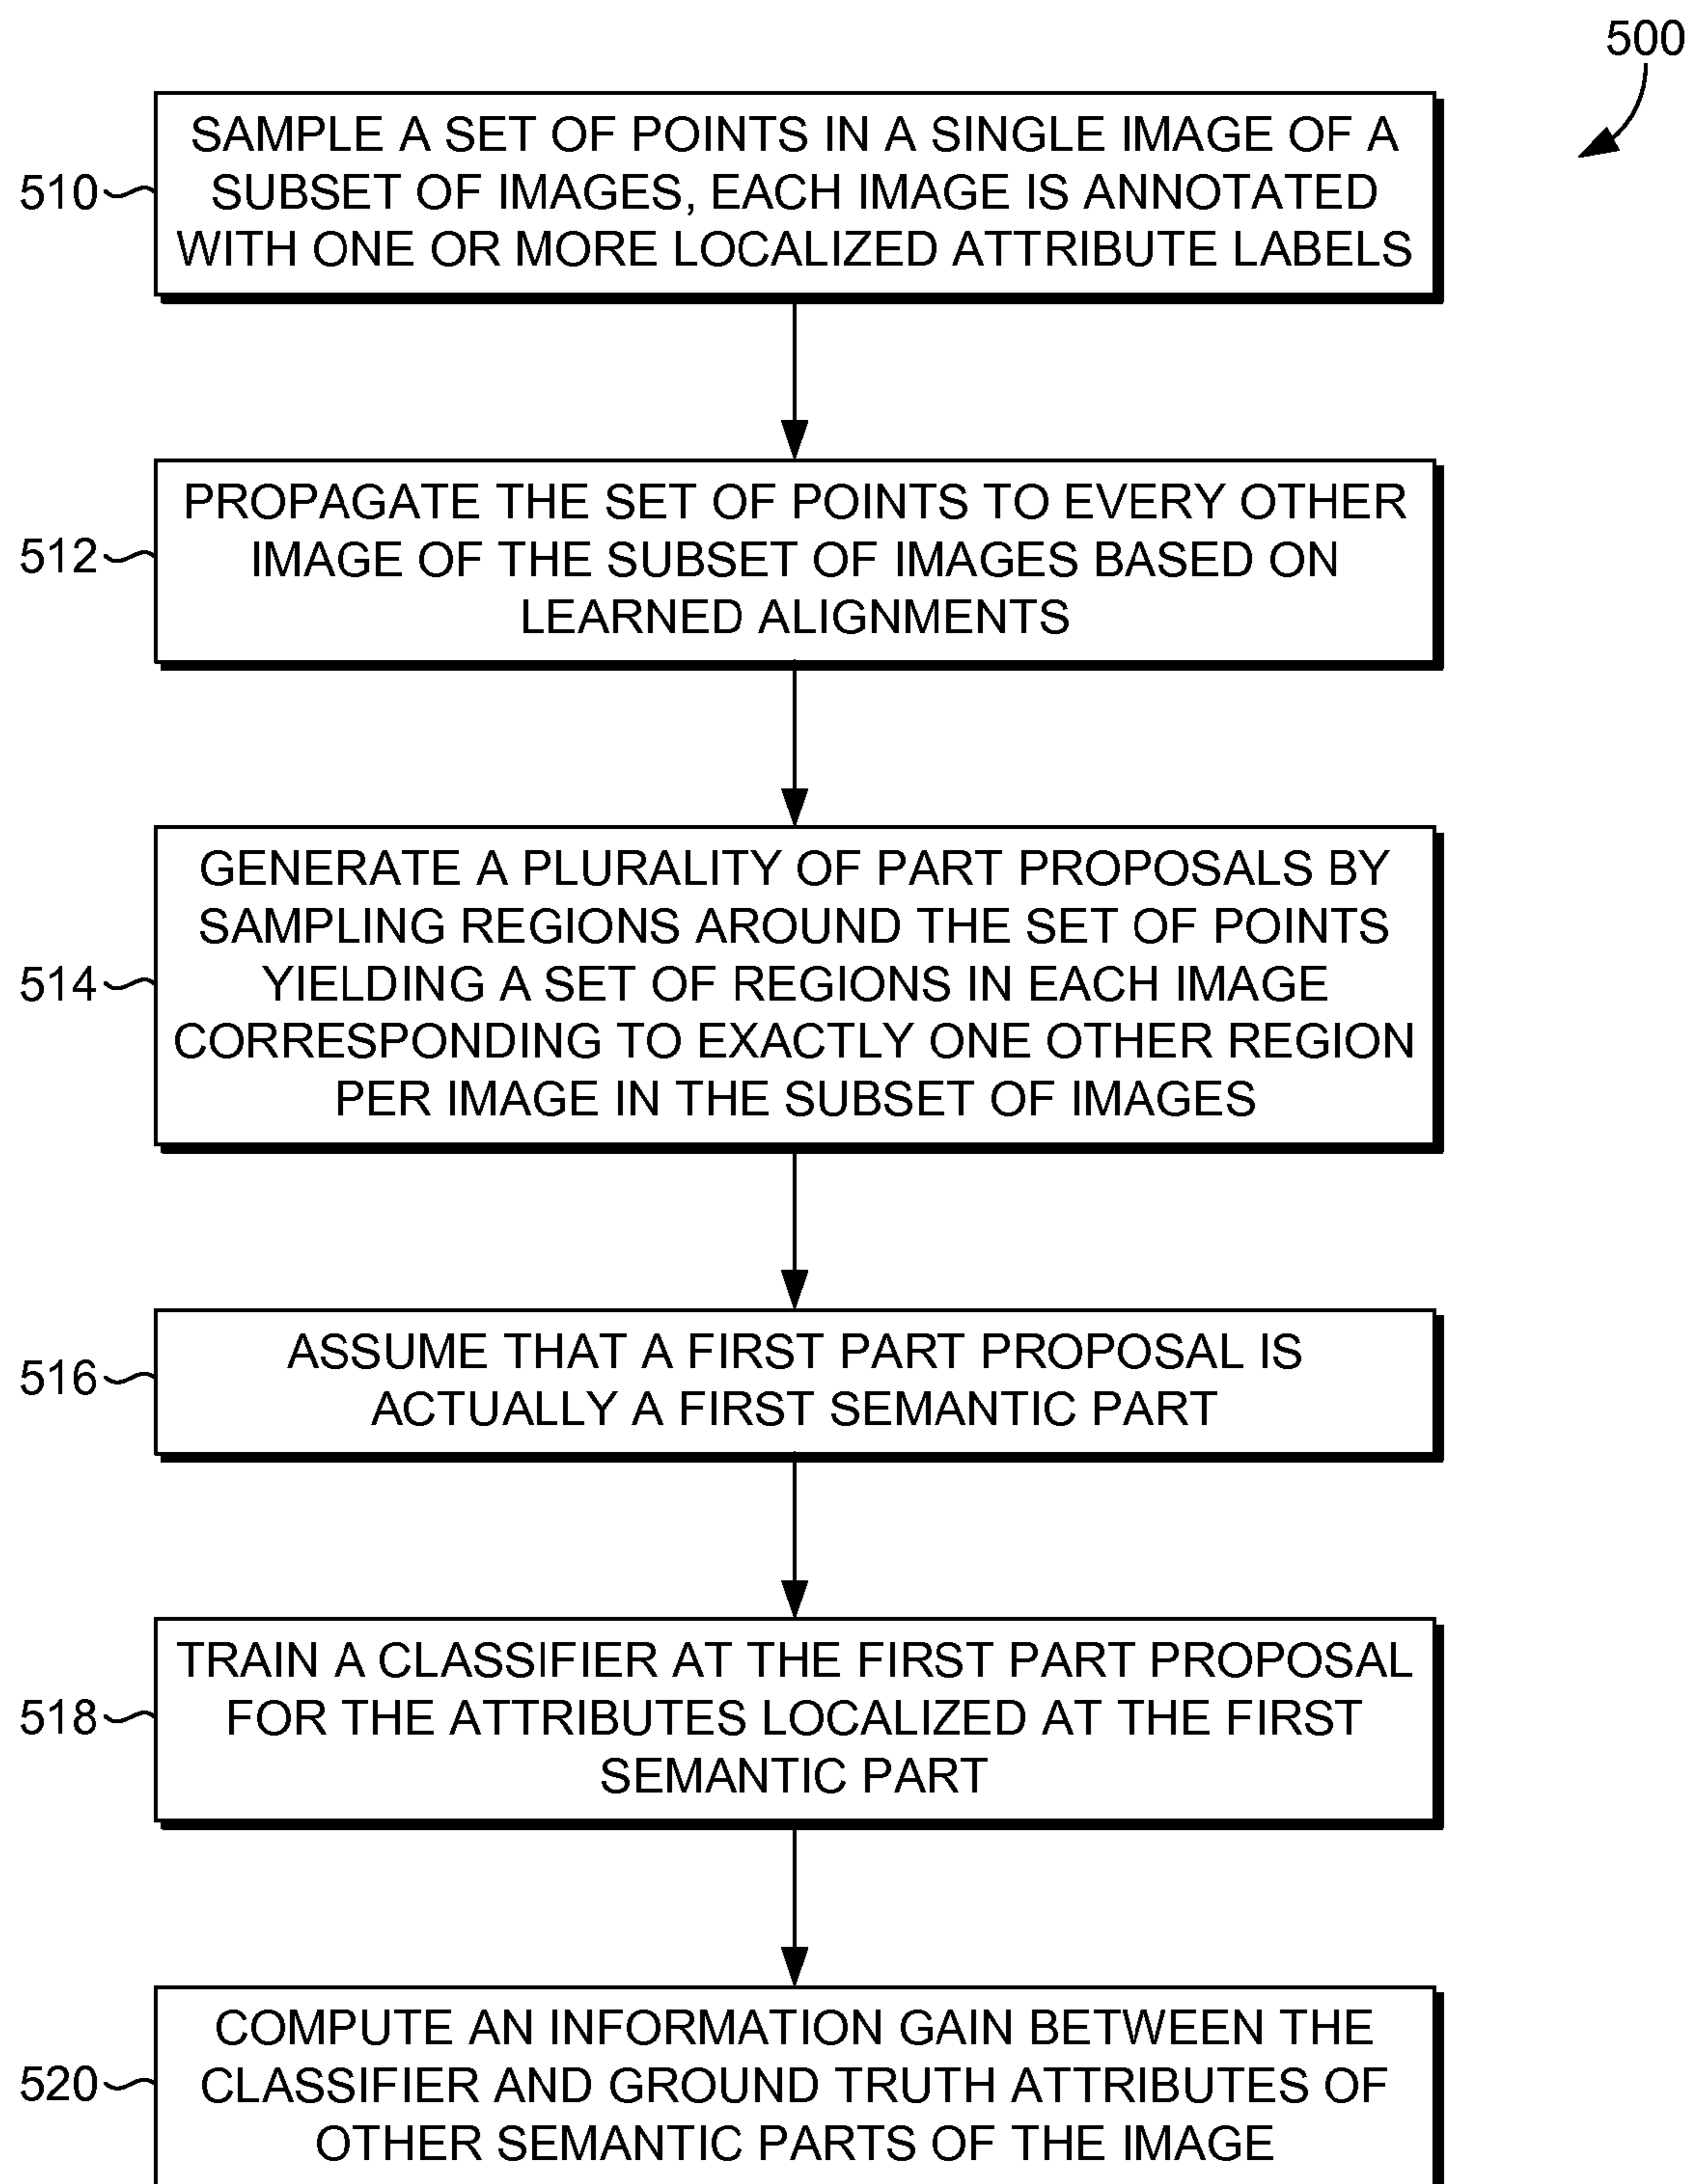 500
SAMPLE A SET OF POINTS IN A SINGLE IMAGE OF A
510
SUBSET OF IMAGES, EACH IMAGE IS ANNOTATED
WITH ONE OR MORE LOCALIZED ATTRIBUTE LABELS
PROPAGATE THE SET OF POINTS TO EVERY OTHER
512
IMAGE OF THE SUBSET OF IMAGES BASED ON
LEARNED ALIGNMENTS
GENERATE A PLURALITY OF PART PROPOSALS BY
SAMPLING REGIONS AROUND THE SET OF POINTS
514
YIELDING A SET OF REGIONS IN EACH IMAGE
CORRESPONDING TO EXACTLY ONE OTHER REGION
PER IMAGE IN THE SUBSET OF IMAGES
516
ASSUME THAT A FIRST PART PROPOSAL IS
ACTUALLY A FIRST SEMANTIC PART
TRAIN A CLASSIFIER AT THE FIRST PART PROPOSAL
518
FOR THE ATTRIBUTES LOCALIZED AT THE FIRST
SEMANTIC PART
COMPUTE AN INFORMATION GAIN BETWEEN THE
520
CLASSIFIER AND GROUND TRUTH ATTRIBUTES OF
OTHER SEMANTIC PARTS OF THE IMAGE